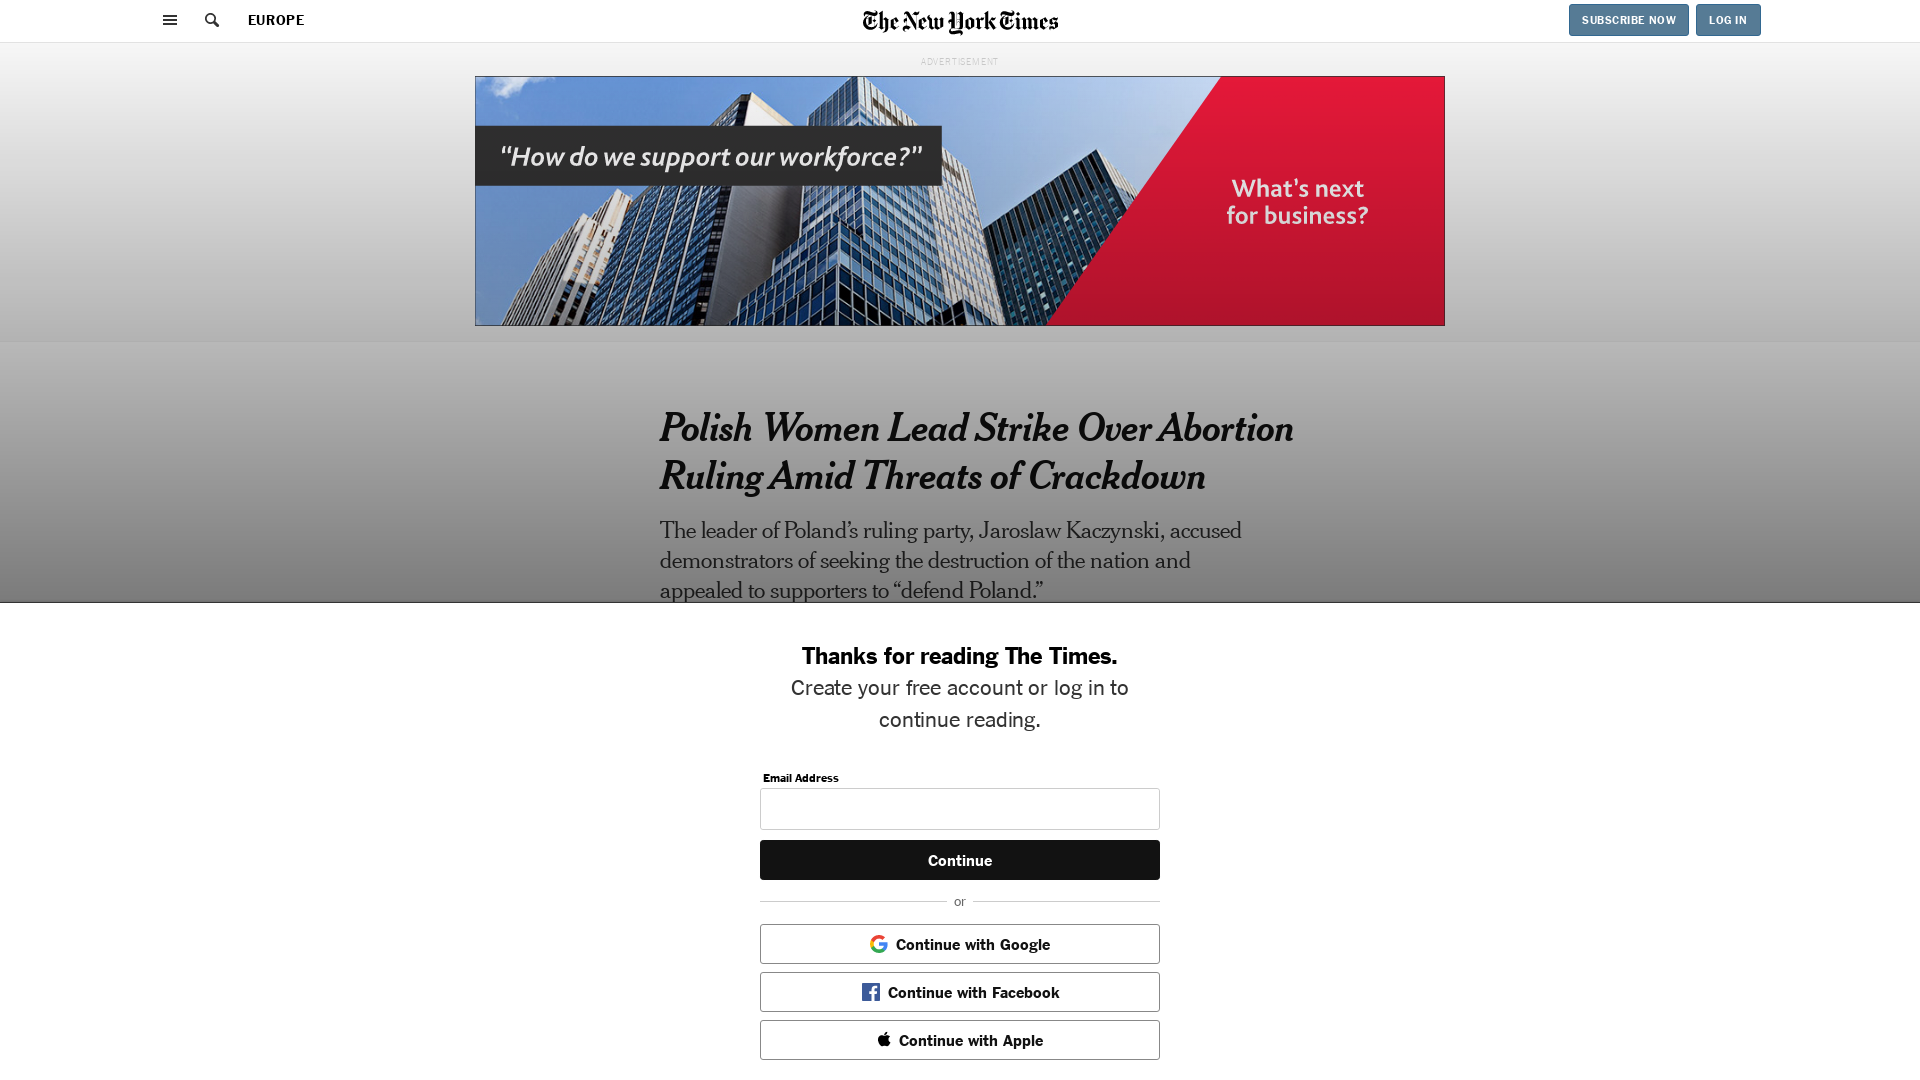 EUROPE
The New York Times
SUBSCRIBE NOW
LOG IN
ADVERTISEMENT
“How do we support our workforce?”
What’s next
for business?
Polish Women Lead Strike Over Abortion
Ruling Amid Threats of Crackdown
The leader of Poland’s ruling party, Jaroslaw Kaczynski, accused
demonstrators of seeking the destruction of the nation and
appealed to supporters to “defend Poland.”
Thanks for reading The Times.
Create your free account or log in to
continue reading.
Email Address
Continue
or
Continue with Google
Continue with Facebook
Continue with Apple